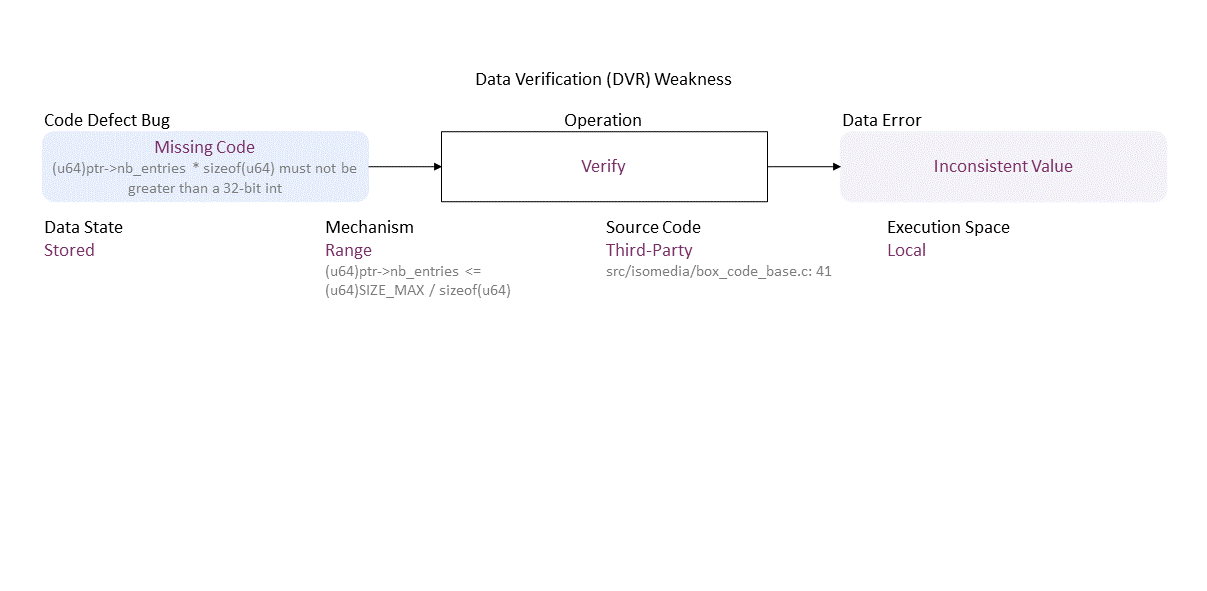 Data Verification (DVR) Weakness
Code Defect Bug
Operation
Data Error
Missing Code
(u64)ptr->nb_entries * sizeof(u64) must not be
greater than a 32-bit int
Verify
Inconsistent Value
Data State
Stored
Mechanism
Range
(u64)ptr->nb_entries <=
(u64)SIZE_MAX / sizeof(u64)
Source Code
Third-Party
src/isomedia/box_code_base.c: 41
Execution Space
Local